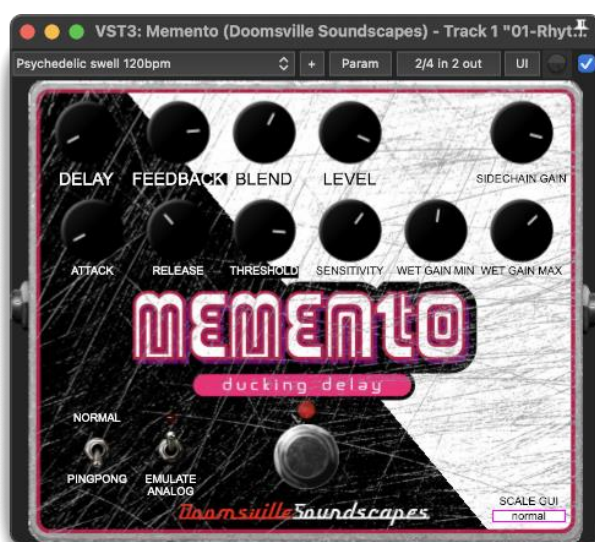 VST3: Memento (Doomsville Soundscapes) - Track 1 "01-Rhyt...
Psychedelic swell 120bpm + Param 2/4 in 2 out UI
DELAY FEEDBACK BLEND LEVEL SIDECHAIN GAIN
ATTACK RELEASE THRESHOLD SENSITIVITY WET GAIN MIN WET GAIN MAX
MEMENTO
ducking delay
NORMAL
PINGPONG EMULATE
ANALOG
DoomsvilleSoundscapes
SCALE GUI
normal